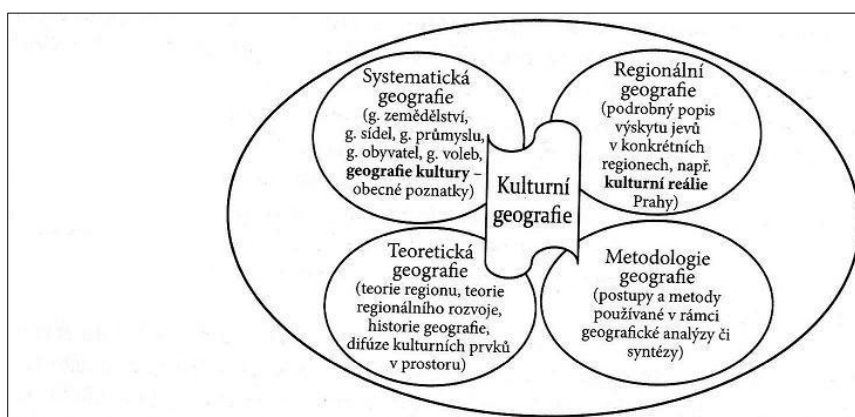 Systematická
geografie
(g. zemědělství,
g. sídel, g. průmyslu,
g. obyvatel, g. voleb,
geografie kultury –
obecné poznatky)
Regionální
geografie
(podrobný popis
výskytu jevů
v konkrétních
regionech, např.
kulturní reálie
Prahy)
Kulturní
geografie
Teoretická
geografie
(teorie regionu, teorie
regionálního rozvoje,
historie geografie,
difúze kulturních prvků
v prostoru)
Metodologie
geografie
(postupy a metody
používané v rámci
geografické analýzy či
syntézy)